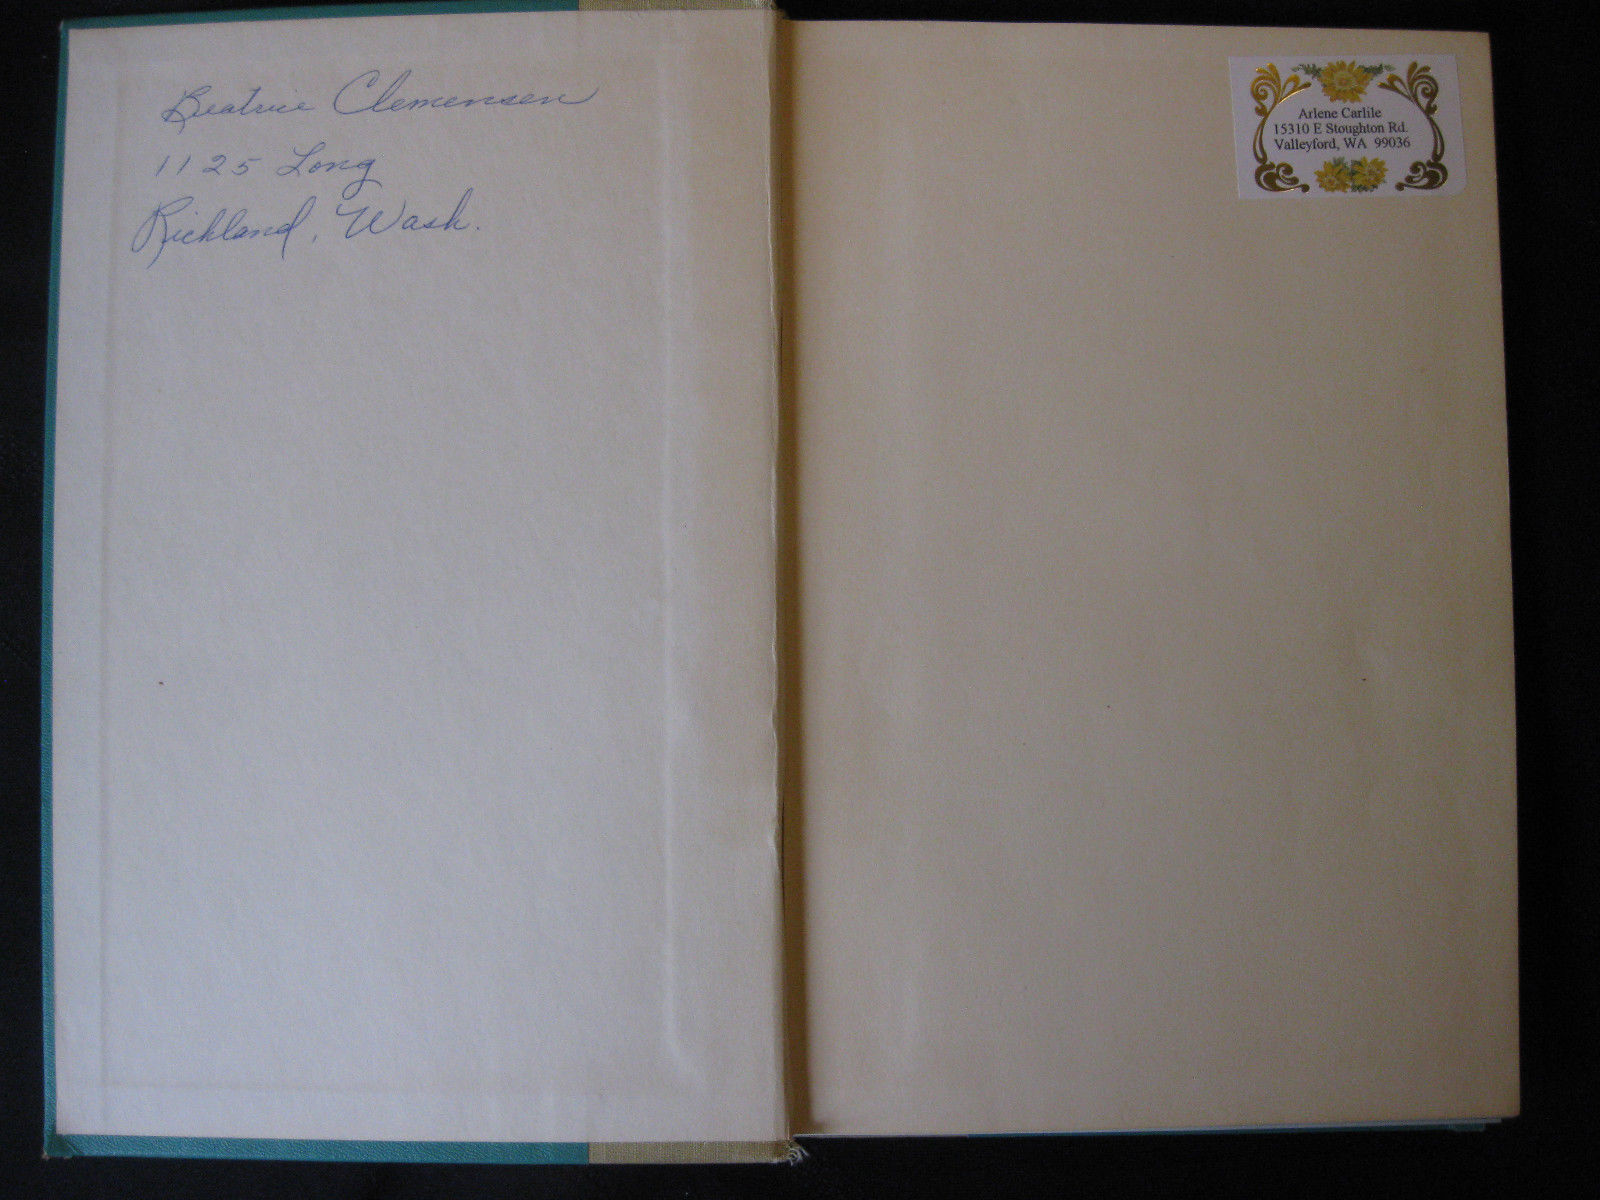 Beatrice Clemensen
1125 Long
Richland, Wash.
Arlene Carlile
15310 E Stoughton Rd.
Valleyford, WA 99036